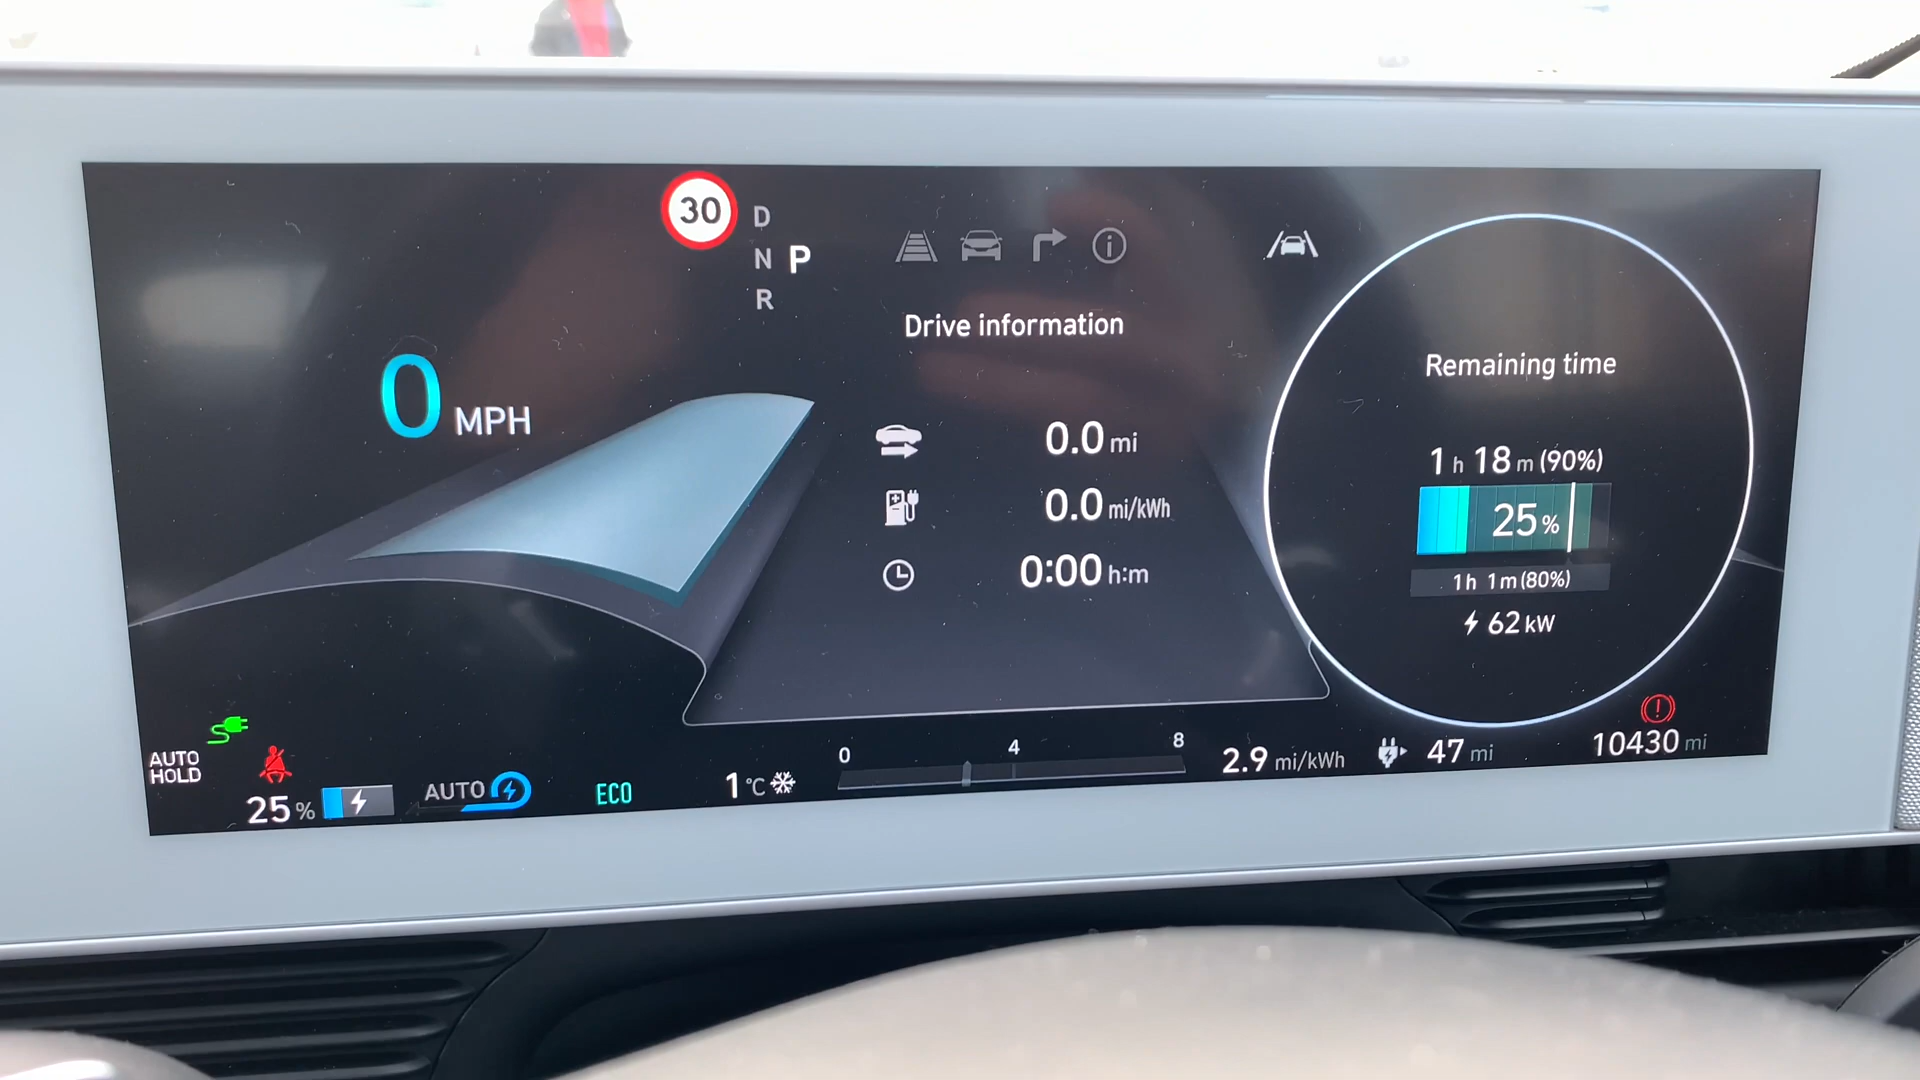 30
D
N P
R
Drive information
0 MPH
0.0 mi
0.0 mi/kWh
0:00 h:m
Remaining time
1 h 18 m (90%)
25 %
1h 1m (80%)
62 kW
AUTO
HOLD
25 %
AUTO
ECO
1 °C
0 4 8
2.9 mi/kWh
47 mi
10430 mi